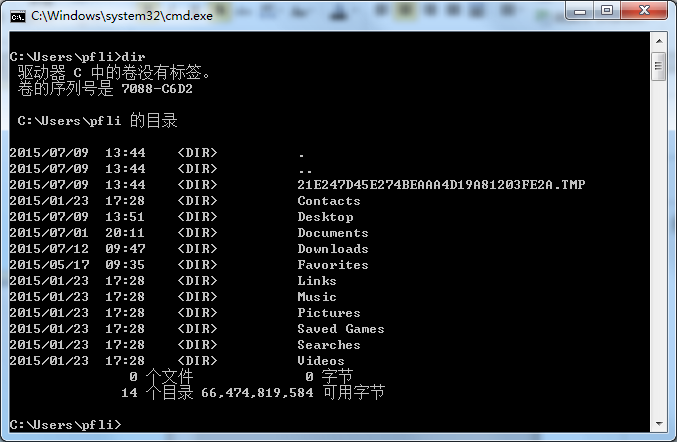 C:\Windows\system32\cmd.exe
C:\Users\pfli>dir
驱动器 C 中的卷没有标签。
卷的序列号是 7088-C6D2
C:\Users\pfli 的目录
2015/07/09  13:44    <DIR>          .
2015/07/09  13:44    <DIR>          ..
2015/07/09  13:44    <DIR>          21E247D45E274BEAAA4D19A81203FE2A.TMP
2015/01/23  17:28    <DIR>          Contacts
2015/07/09  13:51    <DIR>          Desktop
2015/07/01  20:11    <DIR>          Documents
2015/07/12  09:47    <DIR>          Downloads
2015/05/17  09:35    <DIR>          Favorites
2015/01/23  17:28    <DIR>          Links
2015/01/23  17:28    <DIR>          Music
2015/01/23  17:28    <DIR>          Pictures
2015/01/23  17:28    <DIR>          Saved Games
2015/01/23  17:28    <DIR>          Searches
2015/01/23  17:28    <DIR>          Videos
0 个文件              0 字节
14 个目录 66,474,819,584 可用字节
C:\Users\pfli>